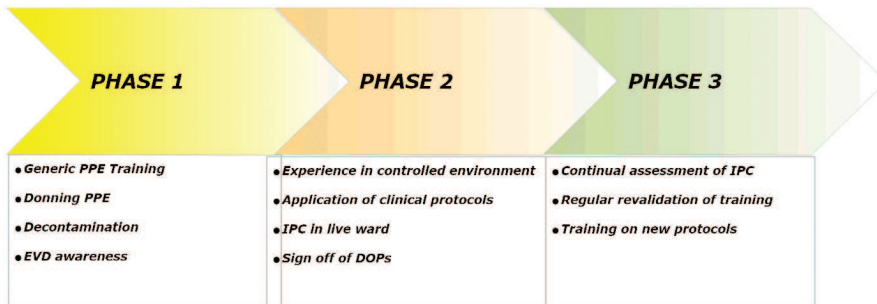 PHASE 1
PHASE 2
PHASE 3
• Generic PPE Training
• Donning PPE
• Decontamination
• EVD awareness
• Experience in controlled environment
• Application of clinical protocols
• IPC in live ward
• Sign off of DOPs
• Continual assessment of IPC
• Regular revalidation of training
• Training on new protocols